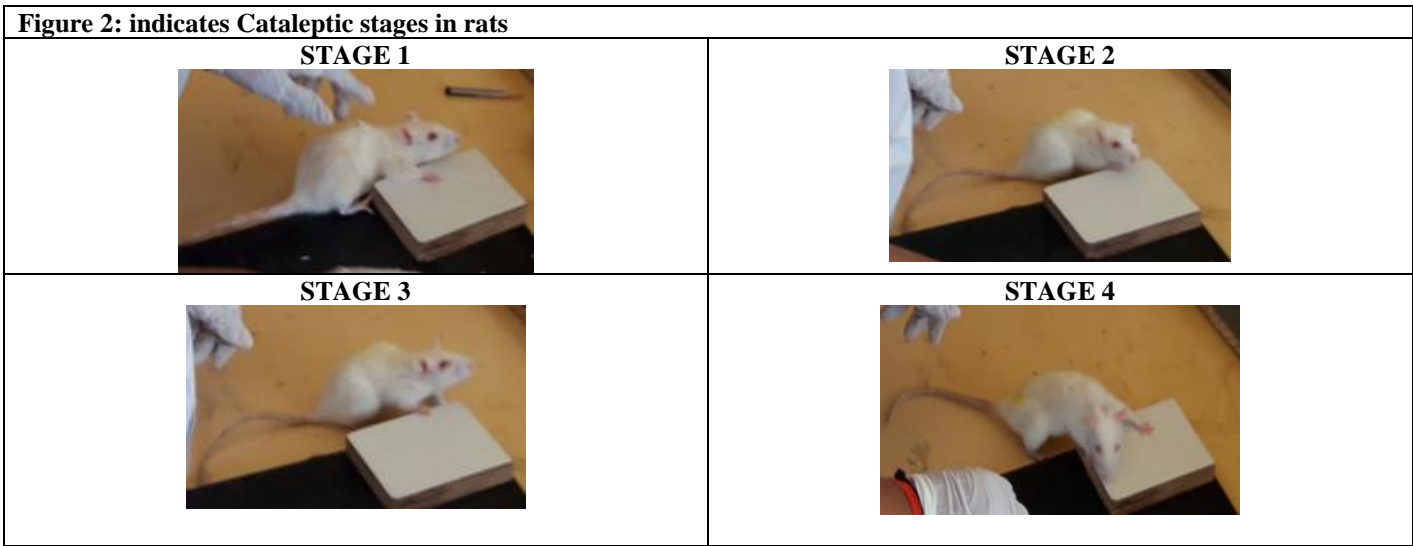 Figure 2: indicates Cataleptic stages in rats
STAGE 1
STAGE 2
STAGE 3
STAGE 4